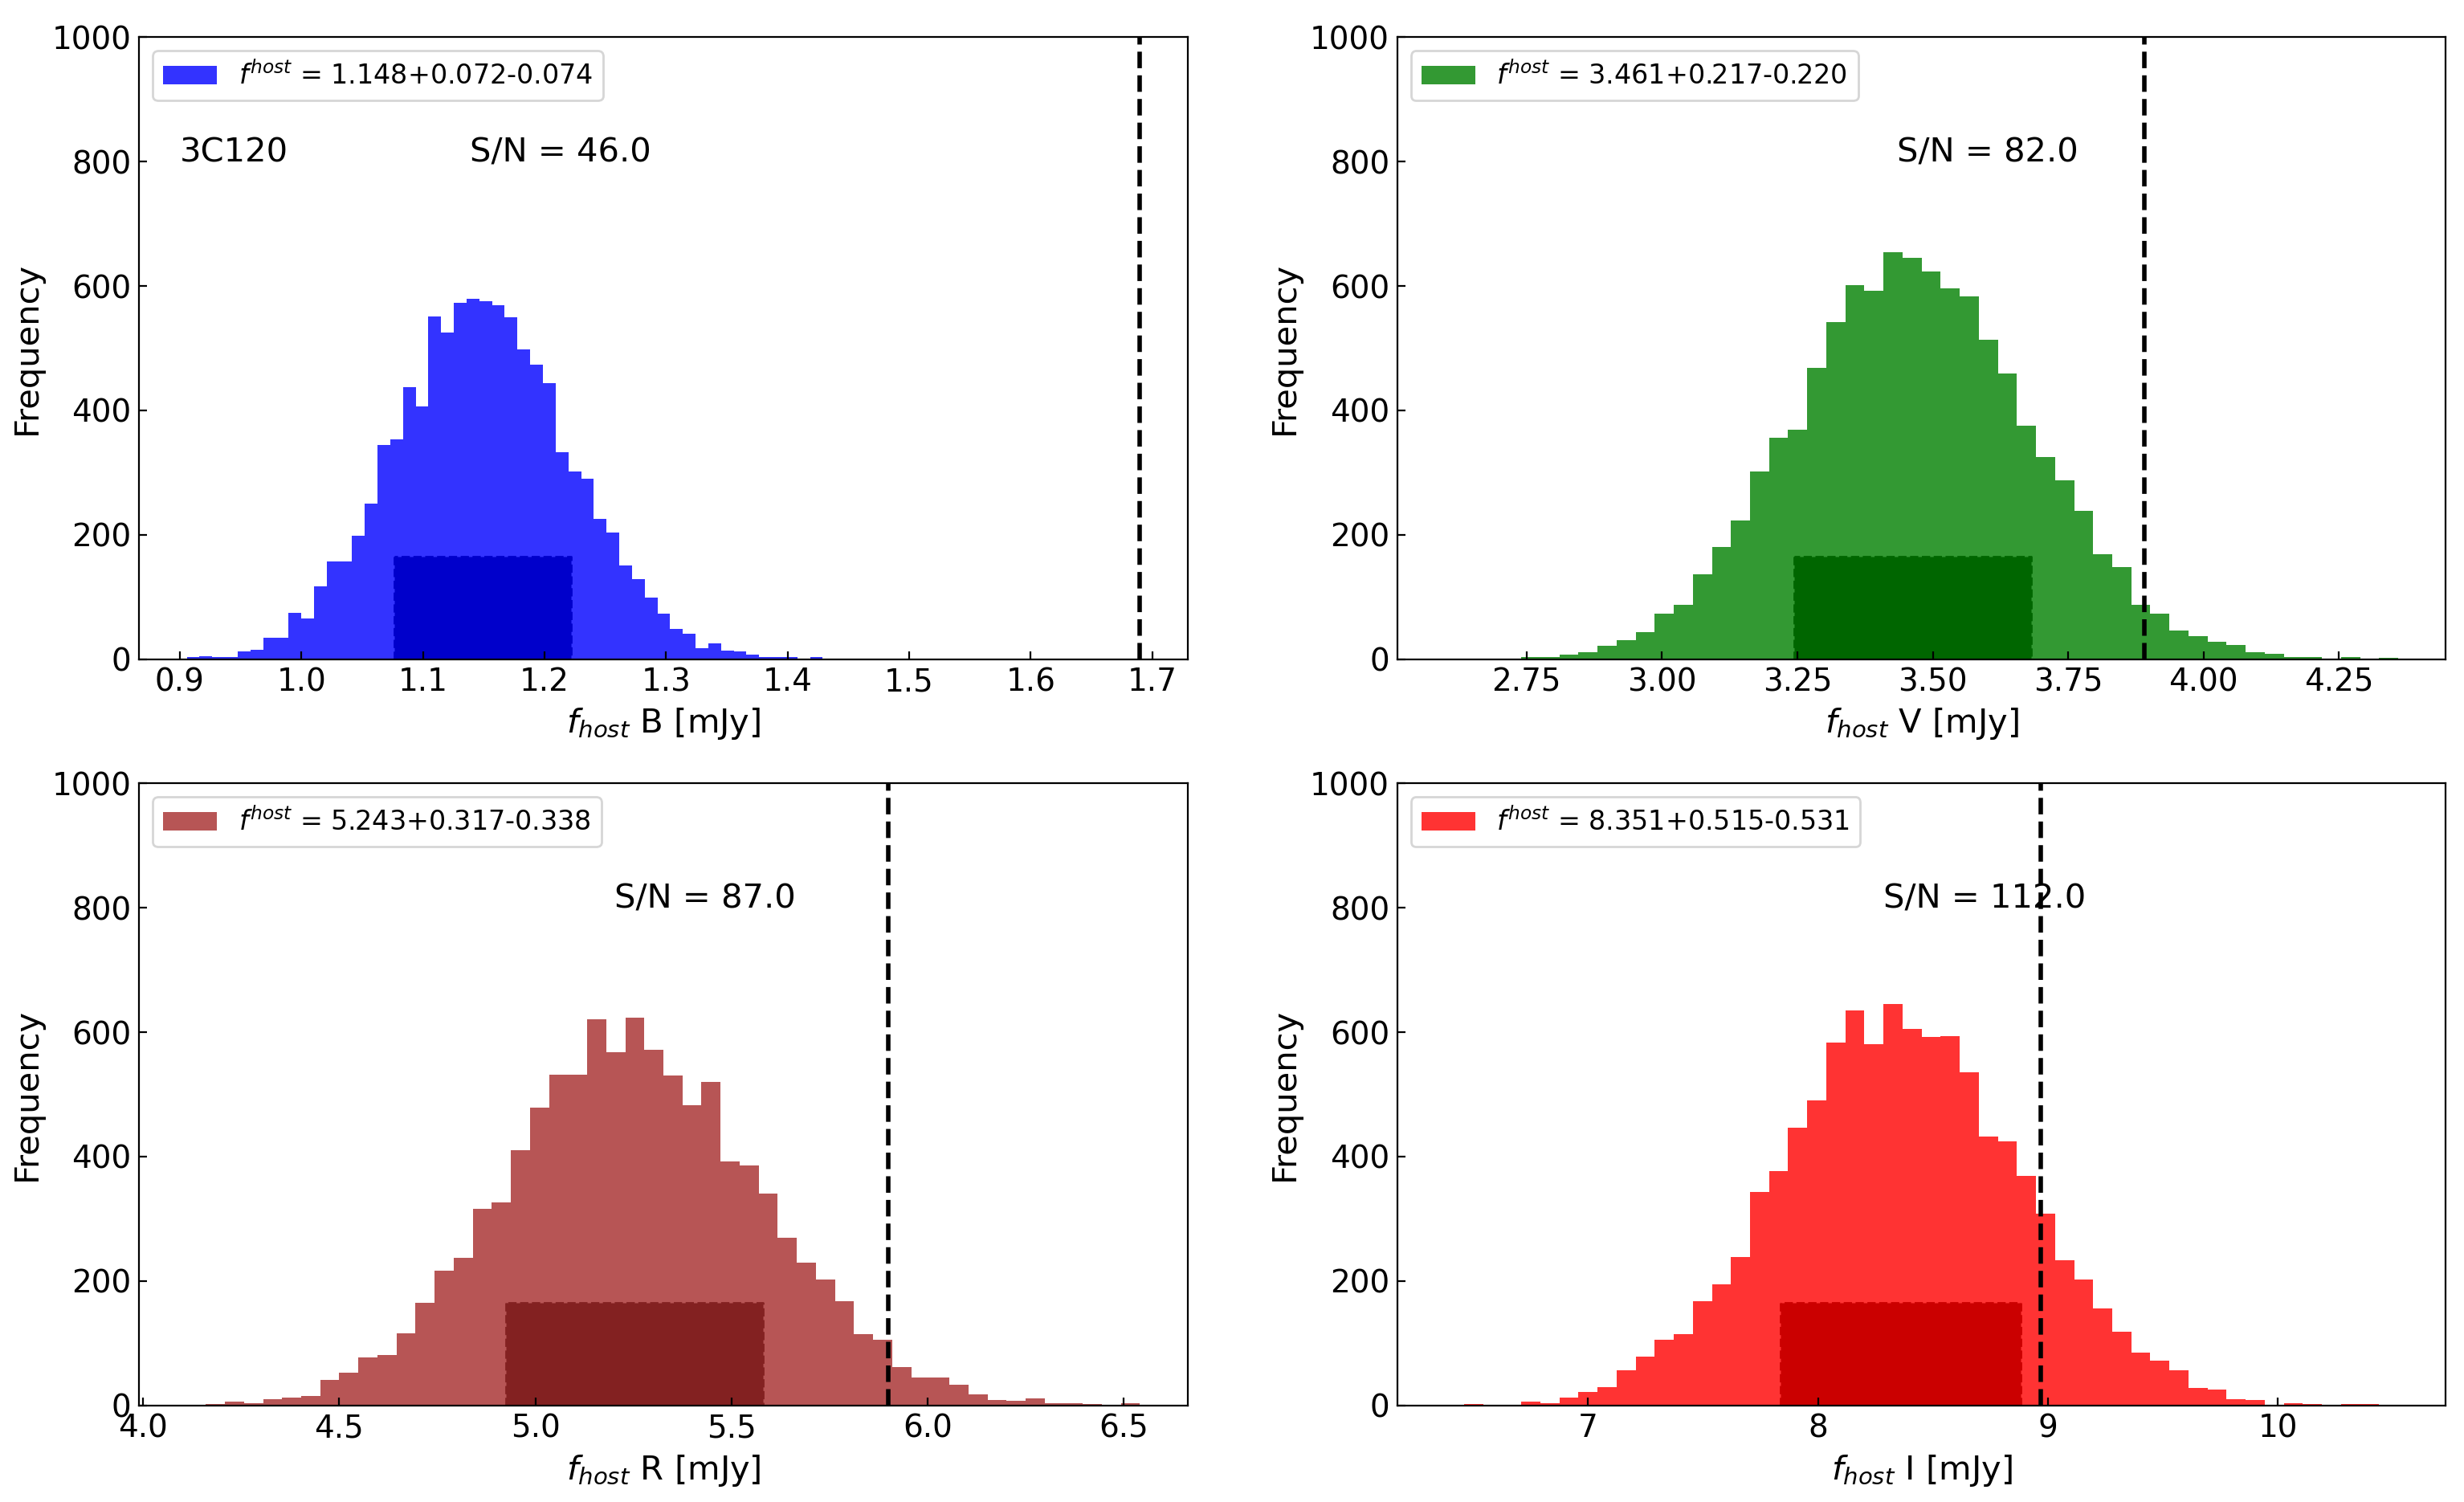 1000
800
600
400
200
0
Frequency
f^host = 1.148+0.072-0.074
3C120
S/N = 46.0
0.9 1.0 1.1 1.2 1.3 1.4 1.5 1.6 1.7
f_host B [mJy]
1000
800
600
400
200
0
Frequency
f^host = 3.461+0.217-0.220
S/N = 82.0
2.75 3.00 3.25 3.50 3.75 4.00 4.25
f_host V [mJy]
1000
800
600
400
200
0
Frequency
f^host = 5.243+0.317-0.338
S/N = 87.0
4.0 4.5 5.0 5.5 6.0 6.5
f_host R [mJy]
1000
800
600
400
200
0
Frequency
f^host = 8.351+0.515-0.531
S/N = 112.0
7 8 9 10
f_host I [mJy]